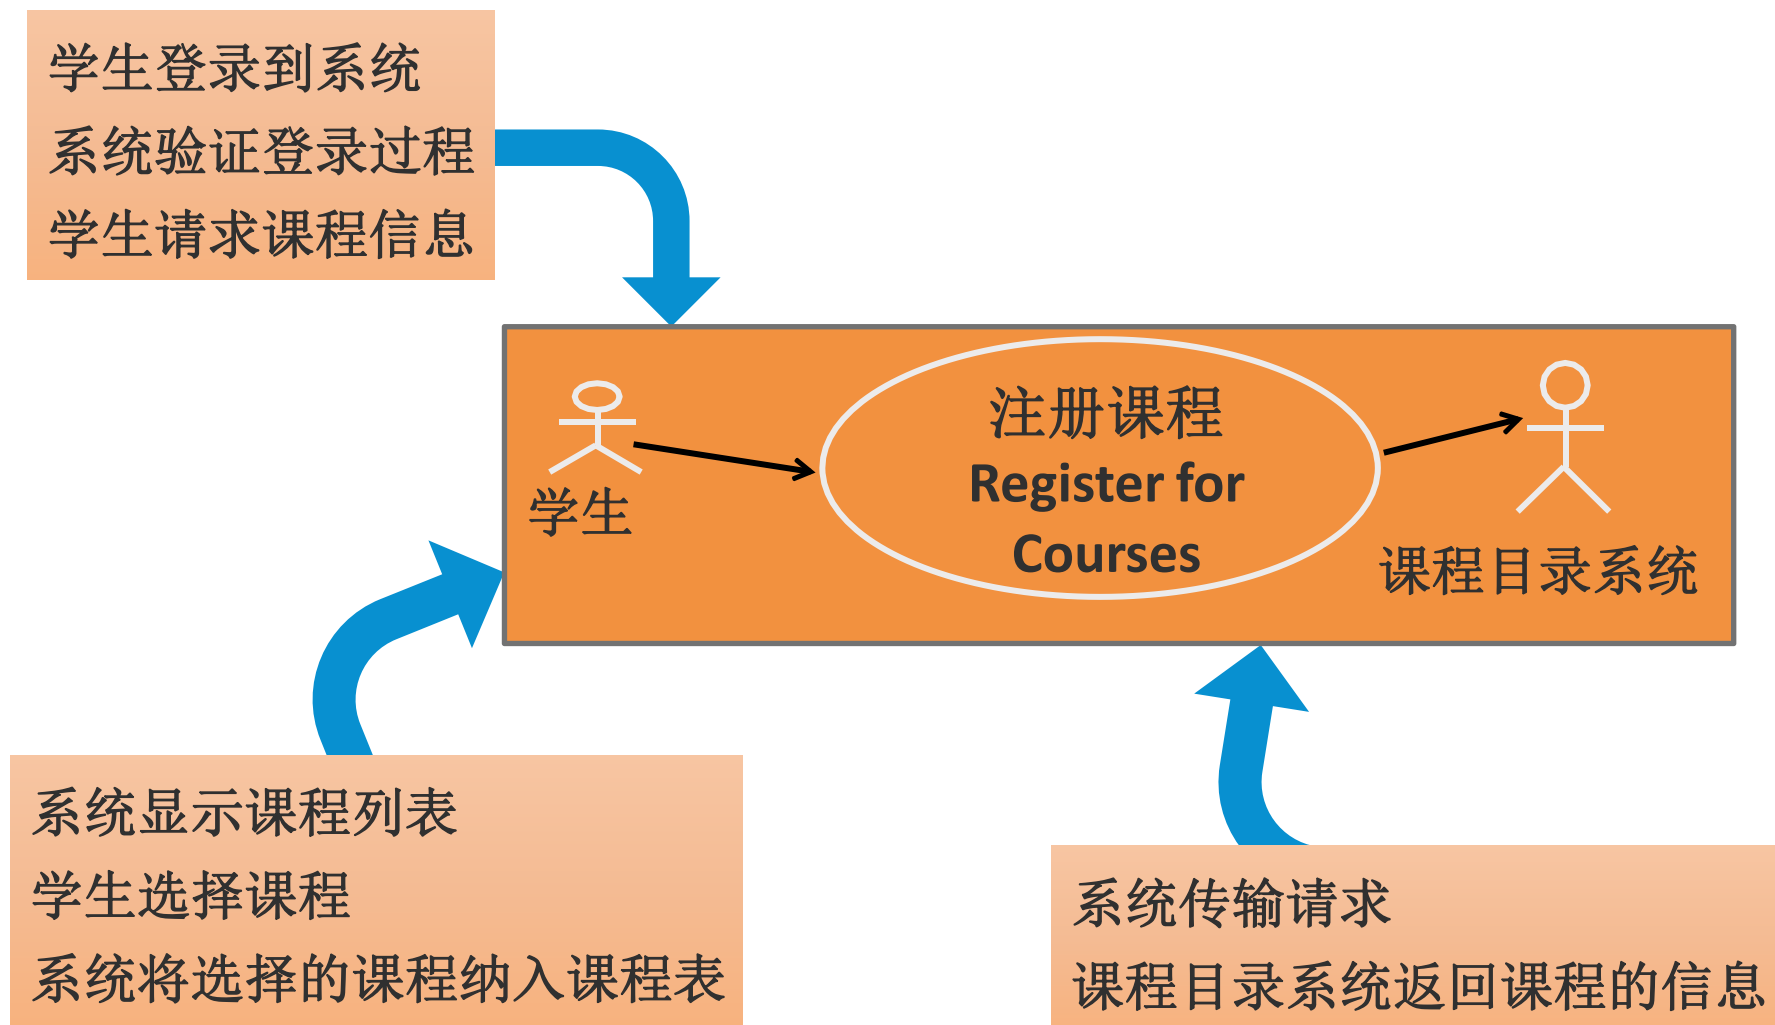 学生登录到系统
系统验证登录过程
学生请求课程信息
注册课程
Register for
Courses
学生
课程目录系统
系统显示课程列表
学生选择课程
系统将选择的课程纳入课程表
系统传输请求
课程目录系统返回课程的信息